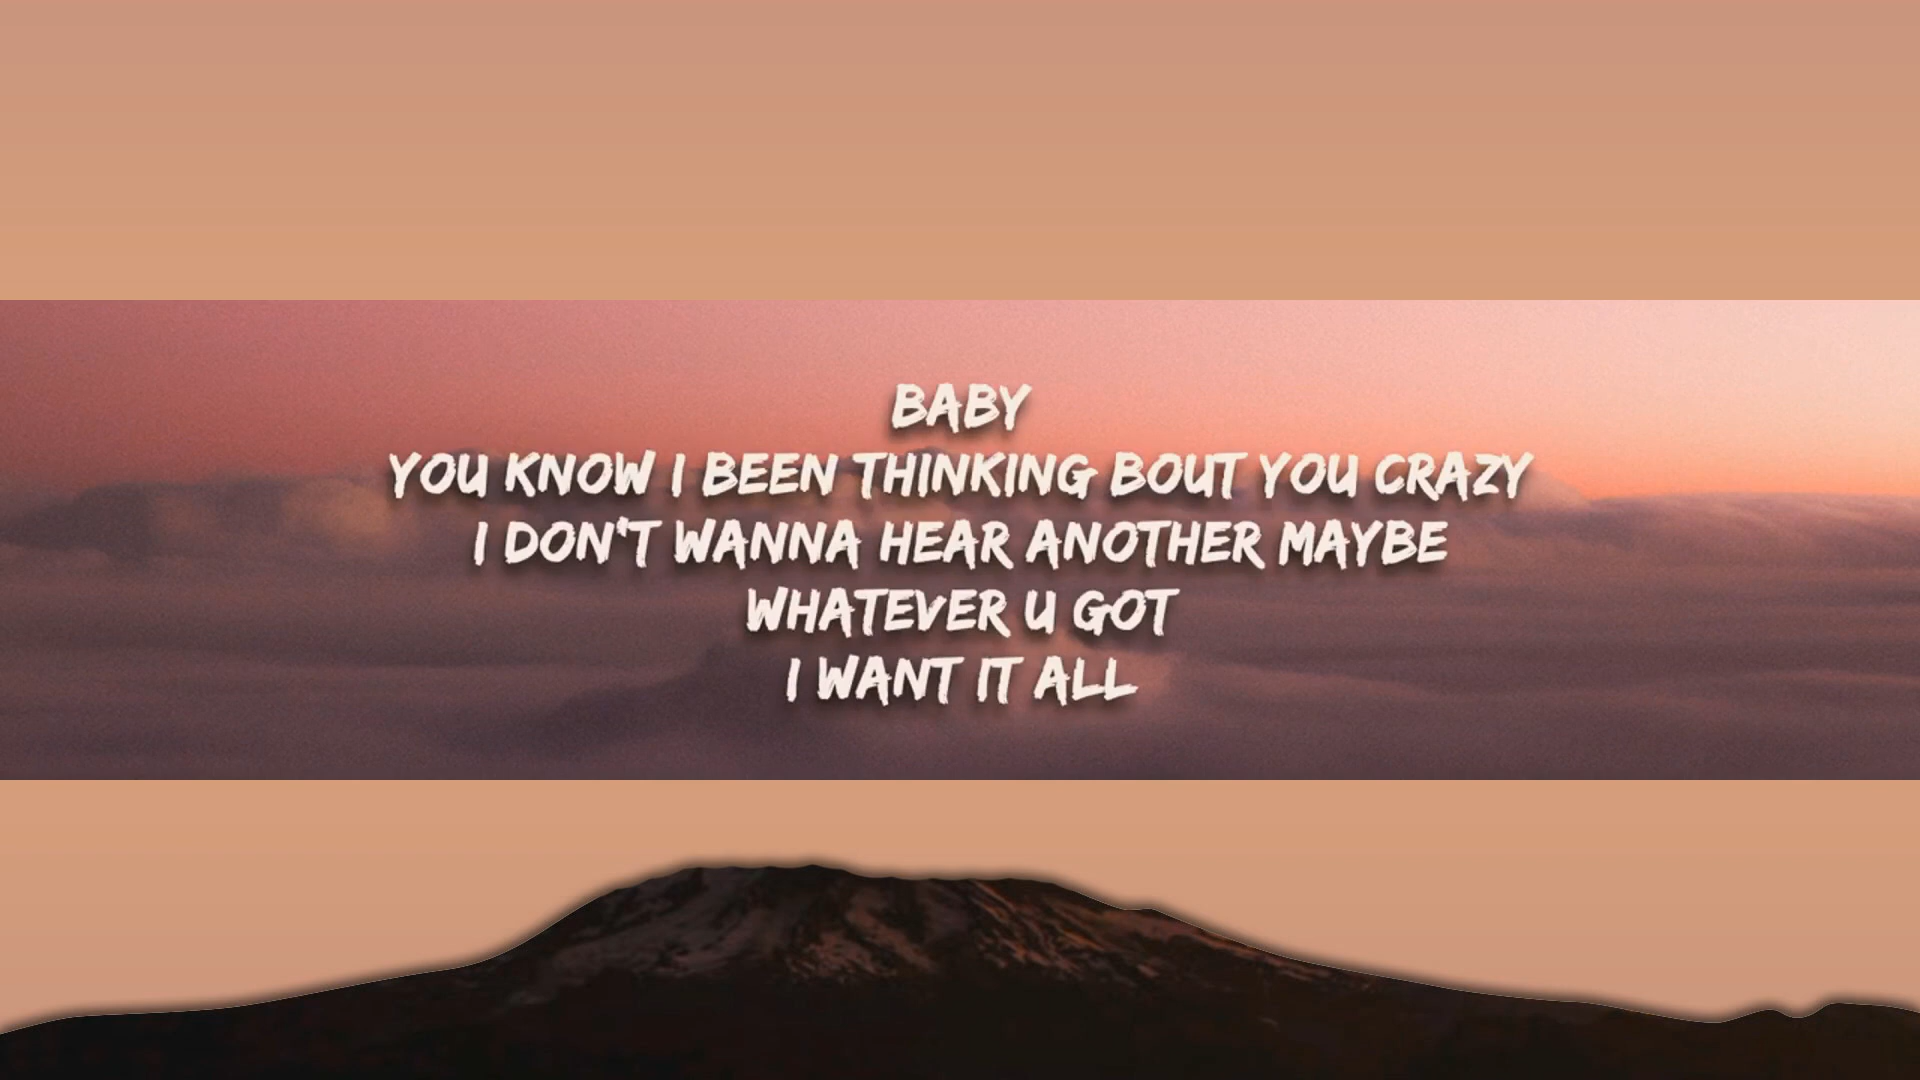 BABY
YOU KNOW I BEEN THINKING BOUT YOU CRAZY
I DON'T WANNA HEAR ANOTHER MAYBE
WHATEVER U GOT
I WANT IT ALL